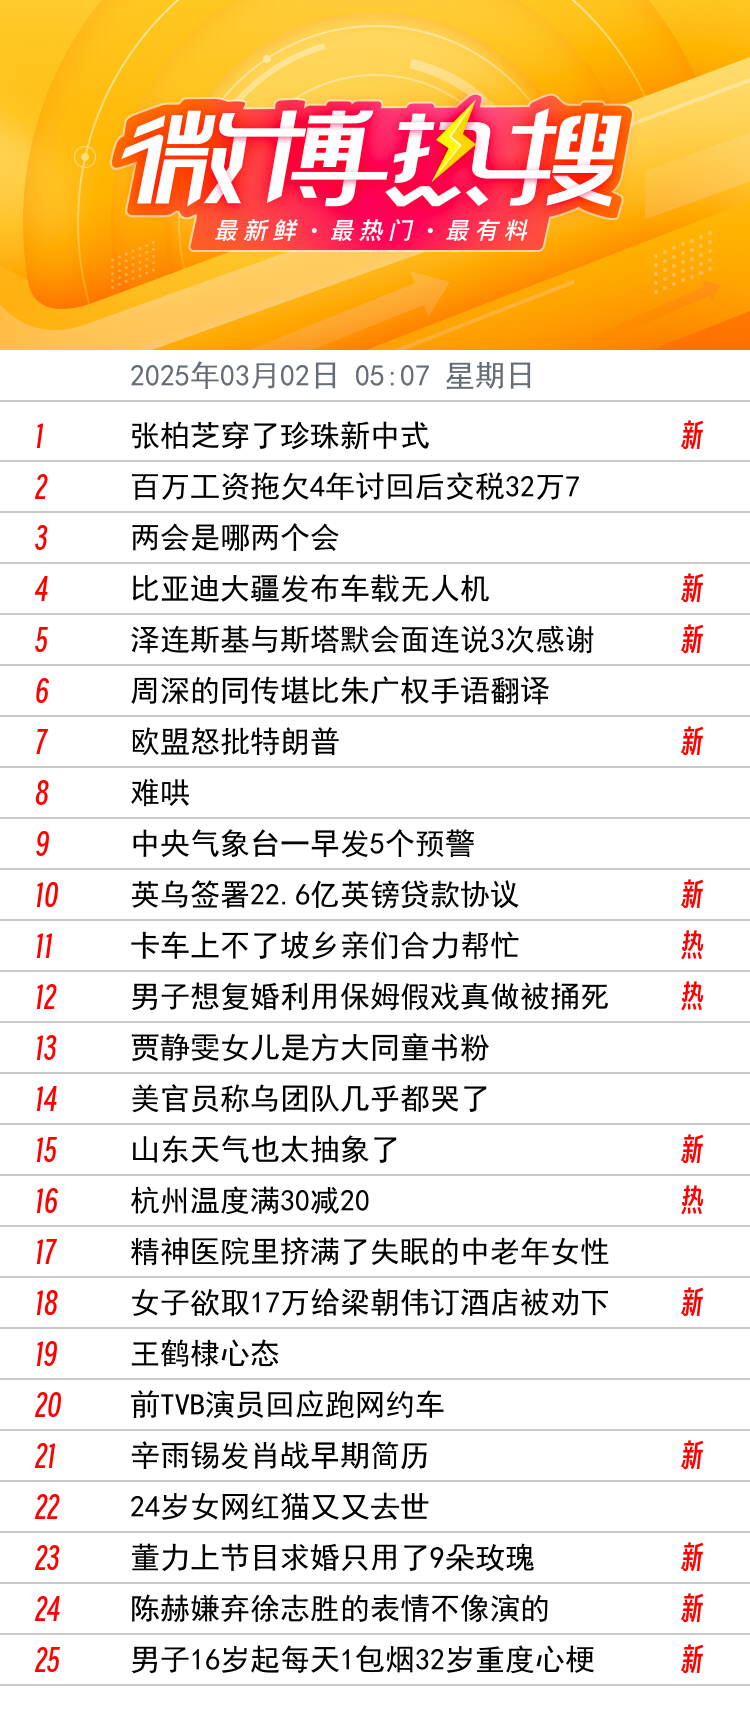 微博热搜
最新鲜·最热门·最有料
2025年03月02日 05:07 星期日
1 张柏芝穿了珍珠新中式 新
2 百万工资拖欠4年讨回后交税32万7
3 两会是哪两个会
4 比亚迪大疆发布车载无人机 新
5 泽连斯基与斯塔默会面连说3次感谢 新
6 周深的同传堪比朱广权手语翻译
7 欧盟怒批特朗普 新
8 难哄
9 中央气象台一早发5个预警
10 英乌签署22.6亿英镑贷款协议 新
11 卡车上不了坡乡亲们合力帮忙 热
12 男子想复婚利用保姆假戏真做被捅死 热
13 贾静雯女儿是方大同童书粉
14 美官员称乌团队几乎都哭了
15 山东天气也太抽象了 新
16 杭州温度满30减20 热
17 精神医院里挤满了失眠的中老年女性
18 女子欲取17万给梁朝伟订酒店被劝下 新
19 王鹤棣心态
20 前TVB演员回应跑网约车
21 辛雨锡发肖战早期简历 新
22 24岁女网红猫又又去世
23 董力上节目求婚只用了9朵玫瑰 新
24 陈赫嫌弃徐志胜的表情不像演的 新
25 男子16岁起每天1包烟32岁重度心梗 新